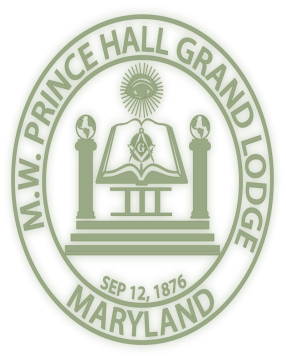 M.W. PRINCE HALL GRAND LODGE
G
SEP 12, 1876
MARYLAND